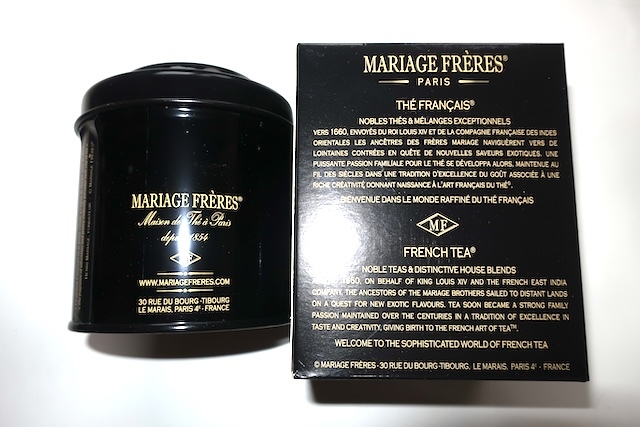 MARIAGE FRÈRES®
Maison de Thé à Paris
depuis 1854
MF
WWW.MARIAGEFRERES.COM
30 RUE DU BOURG-TIBOURG
LE MARAIS. PARIS 4E - FRANCE
MARIAGE FRÈRES®
PARIS
THÉ FRANÇAIS®
NOBLES THÉS & MÉLANGES EXCEPTIONNELS
VERS 1660, ENVOYÉS DU ROI LOUIS XIV ET DE LA COMPAGNIE FRANÇAISE DES INDES
ORIENTALES LES ANCÊTRES DES FRÈRES MARIAGE NAVIGUÈRENT VERS DE
LOINTAINES CONTRÉES EN QUÊTE DE NOUVELLES SAVEURS EXOTIQUES. UNE
PUISSANTE PASSION FAMILIALE POUR LE THÉ SE DÉVELOPPA ALORS, MAINTENUE AU
FIL DES SIÈCLES DANS UNE TRADITION D'EXCELLENCE DU GOÛT ASSOCIÉE À UNE
RICHE CRÉATIVITÉ DONNANT NAISSANCE À L'ART FRANÇAIS DU THÉ®.
BIENVENUE DANS LE MONDE RAFFINÉ DU THÉ FRANÇAIS
MF
FRENCH TEA®
NOBLE TEAS & DISTINCTIVE HOUSE BLENDS
1660, ON BEHALF OF KING LOUIS XIV AND THE FRENCH EAST INDIA
COMPANY, THE ANCESTORS OF THE MARIAGE BROTHERS SAILED TO DISTANT LANDS
ON A QUEST FOR NEW EXOTIC FLAVOURS. TEA SOON BECAME A STRONG FAMILY
PASSION MAINTAINED OVER THE CENTURIES IN A TRADITION OF EXCELLENCE IN
TASTE AND CREATIVITY, GIVING BIRTH TO THE FRENCH ART OF TEA™.
WELCOME TO THE SOPHISTICATED WORLD OF FRENCH TEA
© MARIAGE FRÈRES · 30 RUE DU BOURG-TIBOURG. LE MARAIS. PARIS 4E - FRANCE